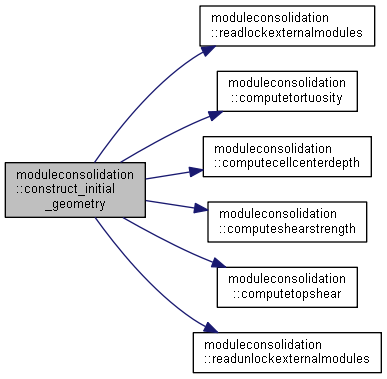 moduleconsolidation
::readlockexternalmodules
moduleconsolidation
::computetortuosity
moduleconsolidation
::computecellcenterdepth
moduleconsolidation
::construct_initial
_geometry
moduleconsolidation
::computeshearstrength
moduleconsolidation
::computetopshear
moduleconsolidation
::readunlockexternalmodules